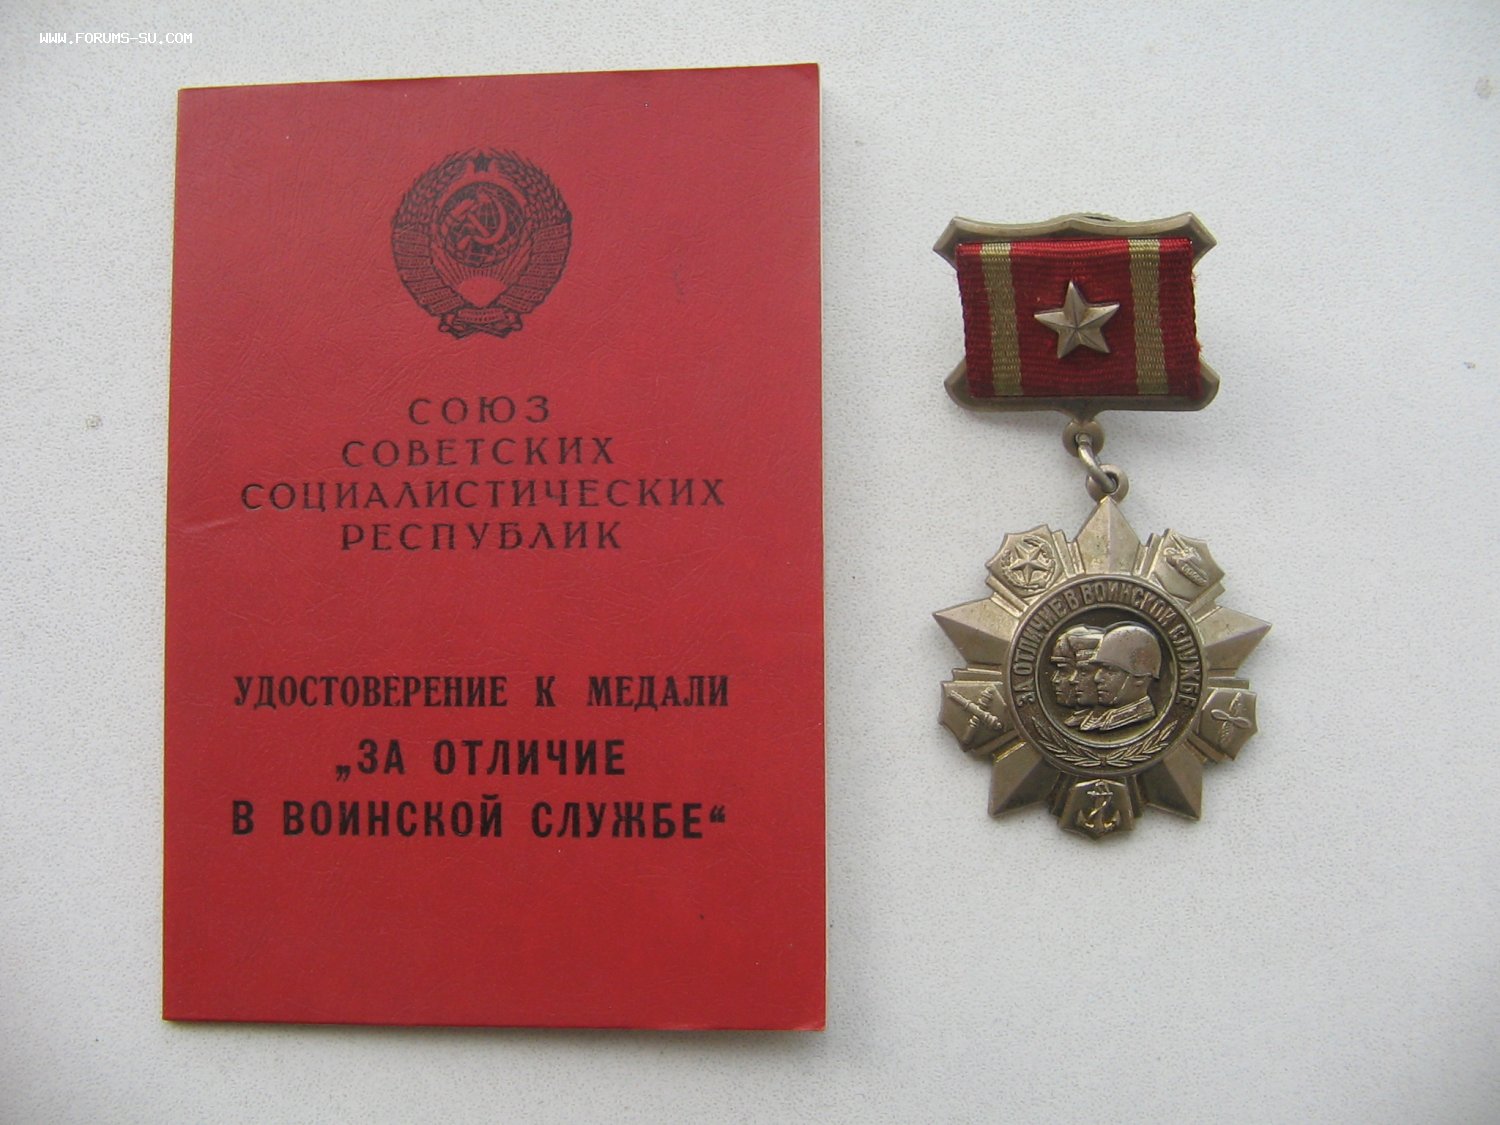 WWW.FORUMS-SU.COM
СОЮЗ
СОВЕТСКИХ
СОЦИАЛИСТИЧЕСКИХ
РЕСПУБЛИК
УДОСТОВЕРЕНИЕ К МЕДАЛИ
„ЗА ОТЛИЧИЕ
В ВОИНСКОЙ СЛУЖБЕ“
ЗА ОТЛИЧИЕ В ВОИНСКОЙ СЛУЖБЕ